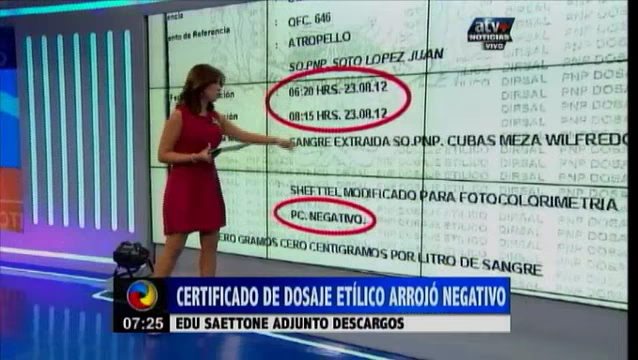 encia
: OFC. 646
ento de Referencia
: ATROPELLO
SO.PNP. SOTO LOPEZ JUAN
06:20 HRS. 23.08.12
08:15 HRS. 23.08.12
SANGRE EXTRAIDA SO.PNP. CUBAS MEZA WILFREDO
SHEFTIEL MODIFICADO PARA FOTOCOLORIMETRIA
PC. NEGATIVO.
ERO GRAMOS CERO CENTIGRAMOS POR LITRO DE SANGRE
atv+
NOTICIAS
VIVO
CERTIFICADO DE DOSAJE ETÍLICO ARROJÓ NEGATIVO
07:25 EDU SAETTONE ADJUNTO DESCARGOS